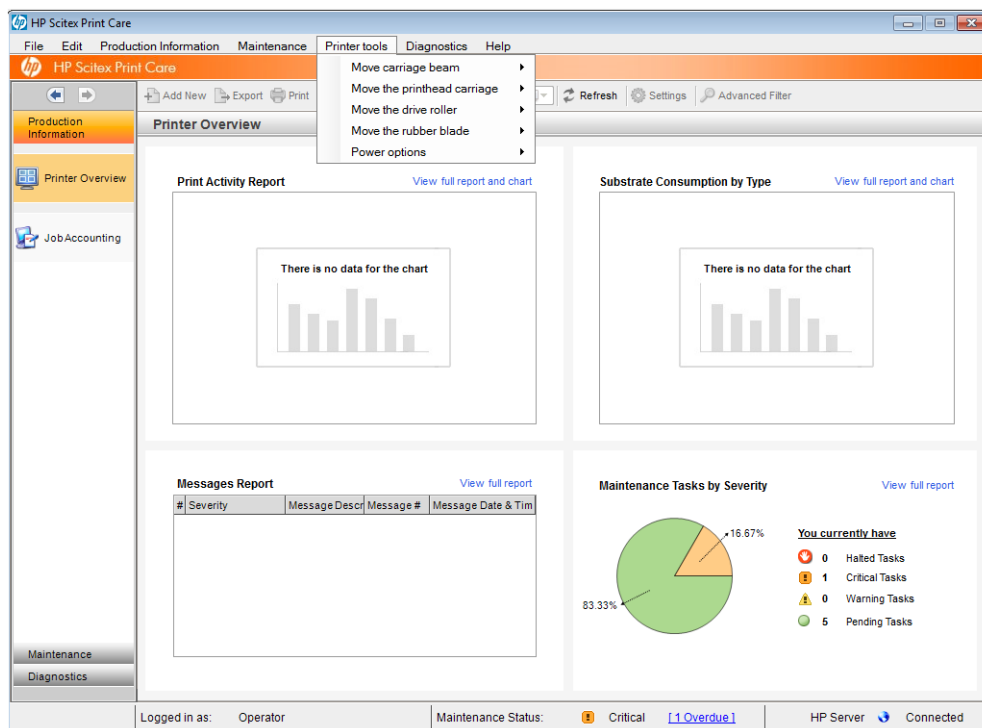 HP Scitex Print Care
File Edit Production Information Maintenance Printer tools Diagnostics Help
HP Scitex Print Care
Move carriage beam
Move the printhead carriage
Move the drive roller
Move the rubber blade
Power options
Add New Export Print Refresh Settings Advanced Filter
Production
Information
Printer Overview
Job Accounting
Maintenance
Diagnostics
Printer Overview
Print Activity Report View full report and chart
There is no data for the chart
Substrate Consumption by Type View full report and chart
There is no data for the chart
Messages Report View full report
# Severity Message Descr Message # Message Date & Tim
Maintenance Tasks by Severity View full report
16.67%
83.33%
You currently have
0 Halted Tasks
1 Critical Tasks
0 Warning Tasks
5 Pending Tasks
Logged in as: Operator Maintenance Status: Critical [ 1 Overdue ] HP Server Connected